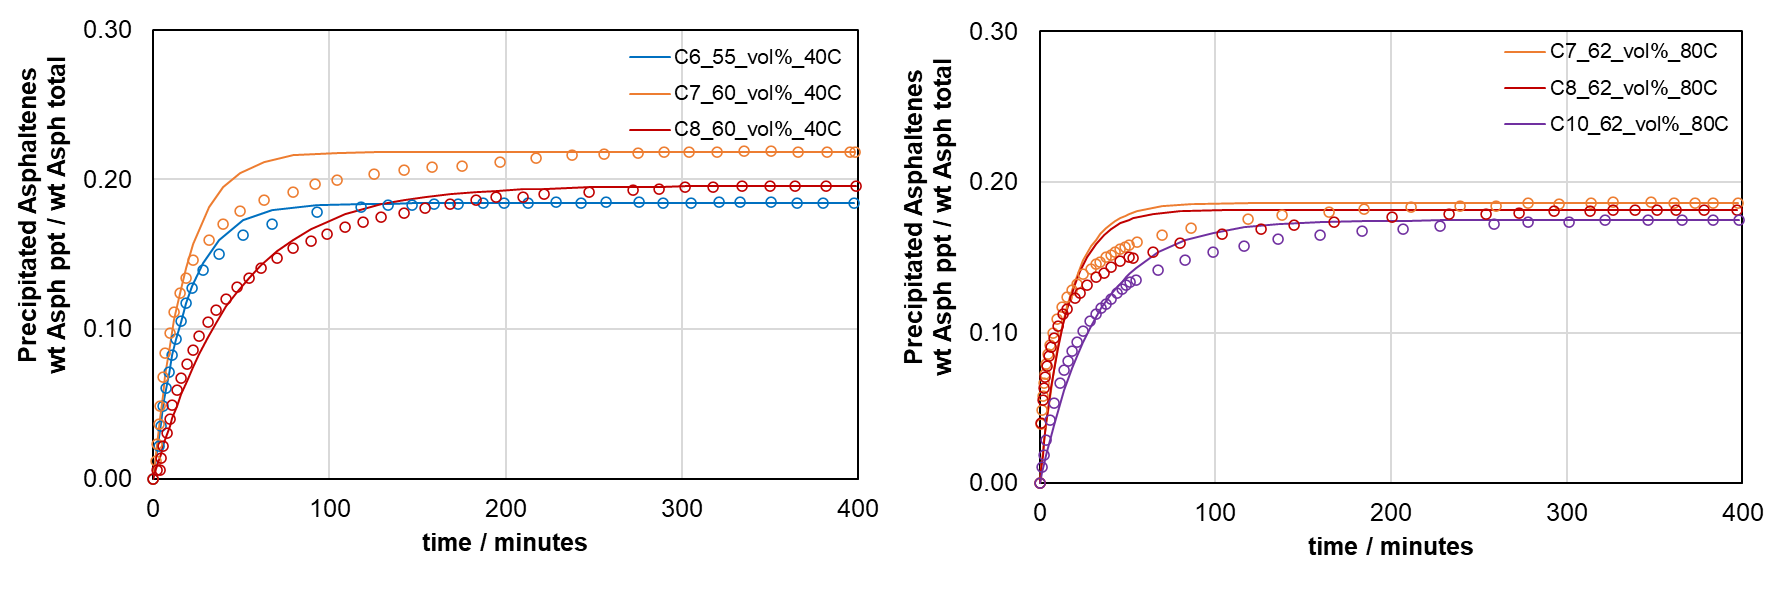 Precipitated Asphaltenes
wt Asph ppt / wt Asph total
0.30
0.20
0.10
0.00
0
100
200
300
400
time / minutes
C6_55_vol%_40C
C7_60_vol%_40C
C8_60_vol%_40C
Precipitated Asphaltenes
wt Asph ppt / wt Asph total
0.30
0.20
0.10
0.00
0
100
200
300
400
time / minutes
C7_62_vol%_80C
C8_62_vol%_80C
C10_62_vol%_80C